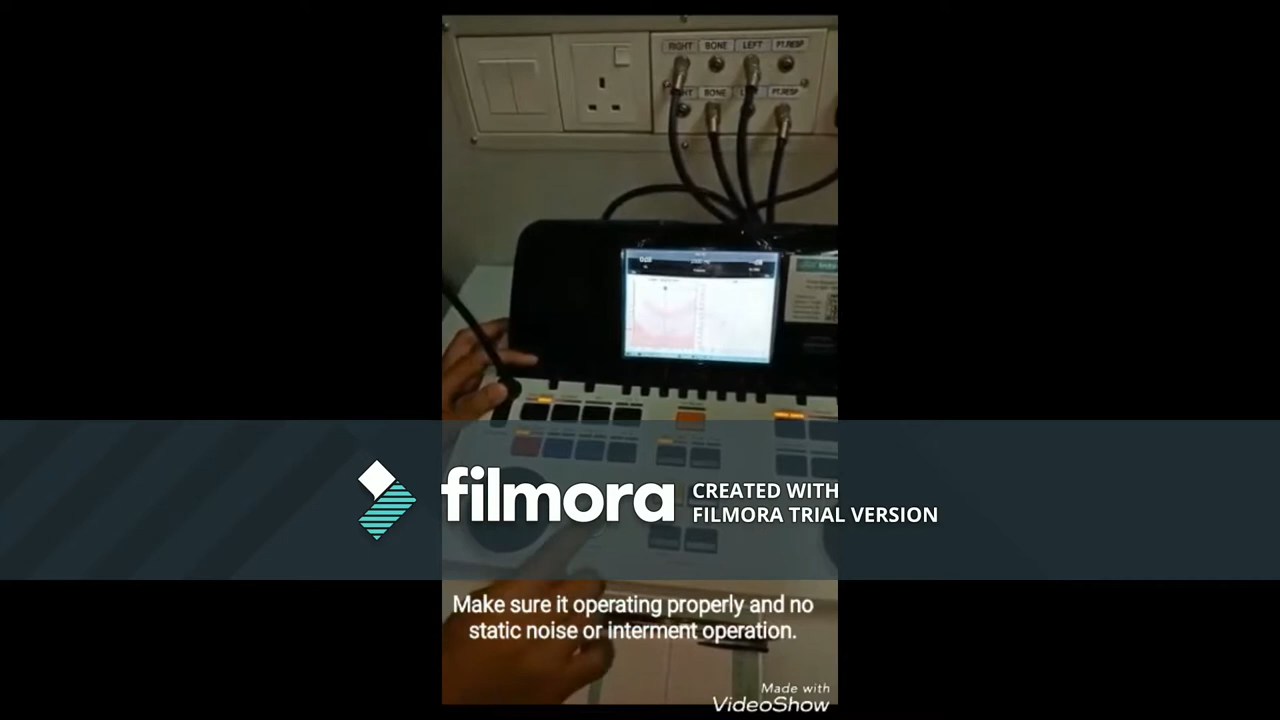 RIGHT BONE LEFT PT.RESP
BONE PT.RESP
filmora
CREATED WITH
FILMORA TRIAL VERSION
Make sure it operating properly and no
static noise or interment operation.
Made with
VideoShow